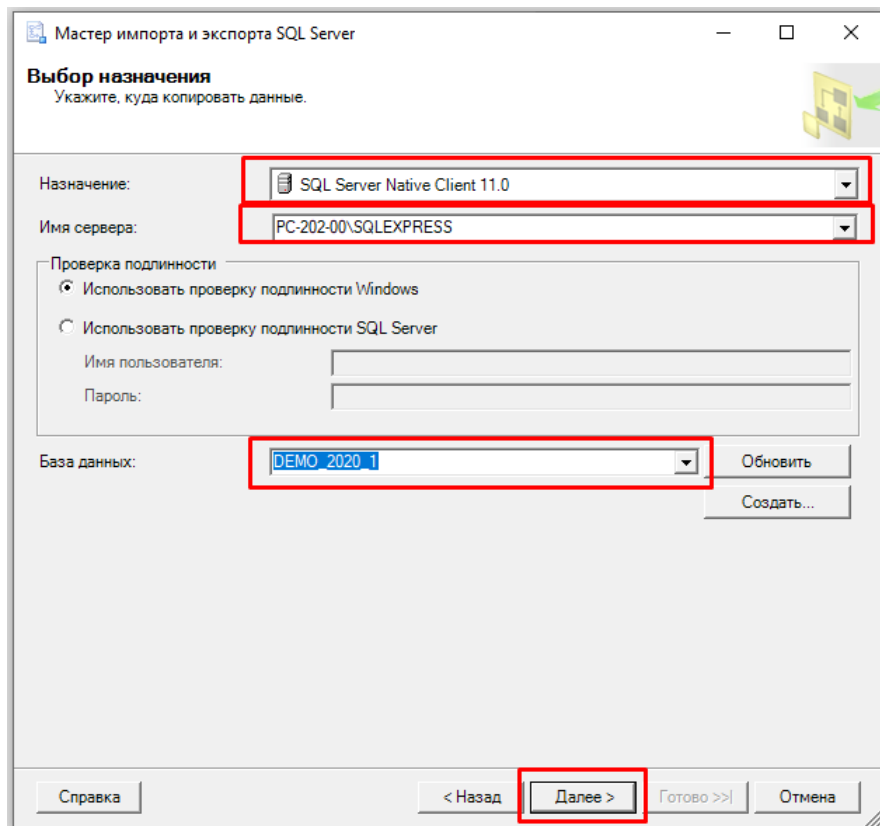 Мастер импорта и экспорта SQL Server
Выбор назначения
Укажите, куда копировать данные.
Назначение: SQL Server Native Client 11.0
Имя сервера: PC-202-00\SQLEXPRESS
Проверка подлинности
Использовать проверку подлинности Windows
Использовать проверку подлинности SQL Server
Имя пользователя:
Пароль:
База данных: DEMO_2020_1 Обновить
Создать...
Справка < Назад Далее > Готово >>| Отмена